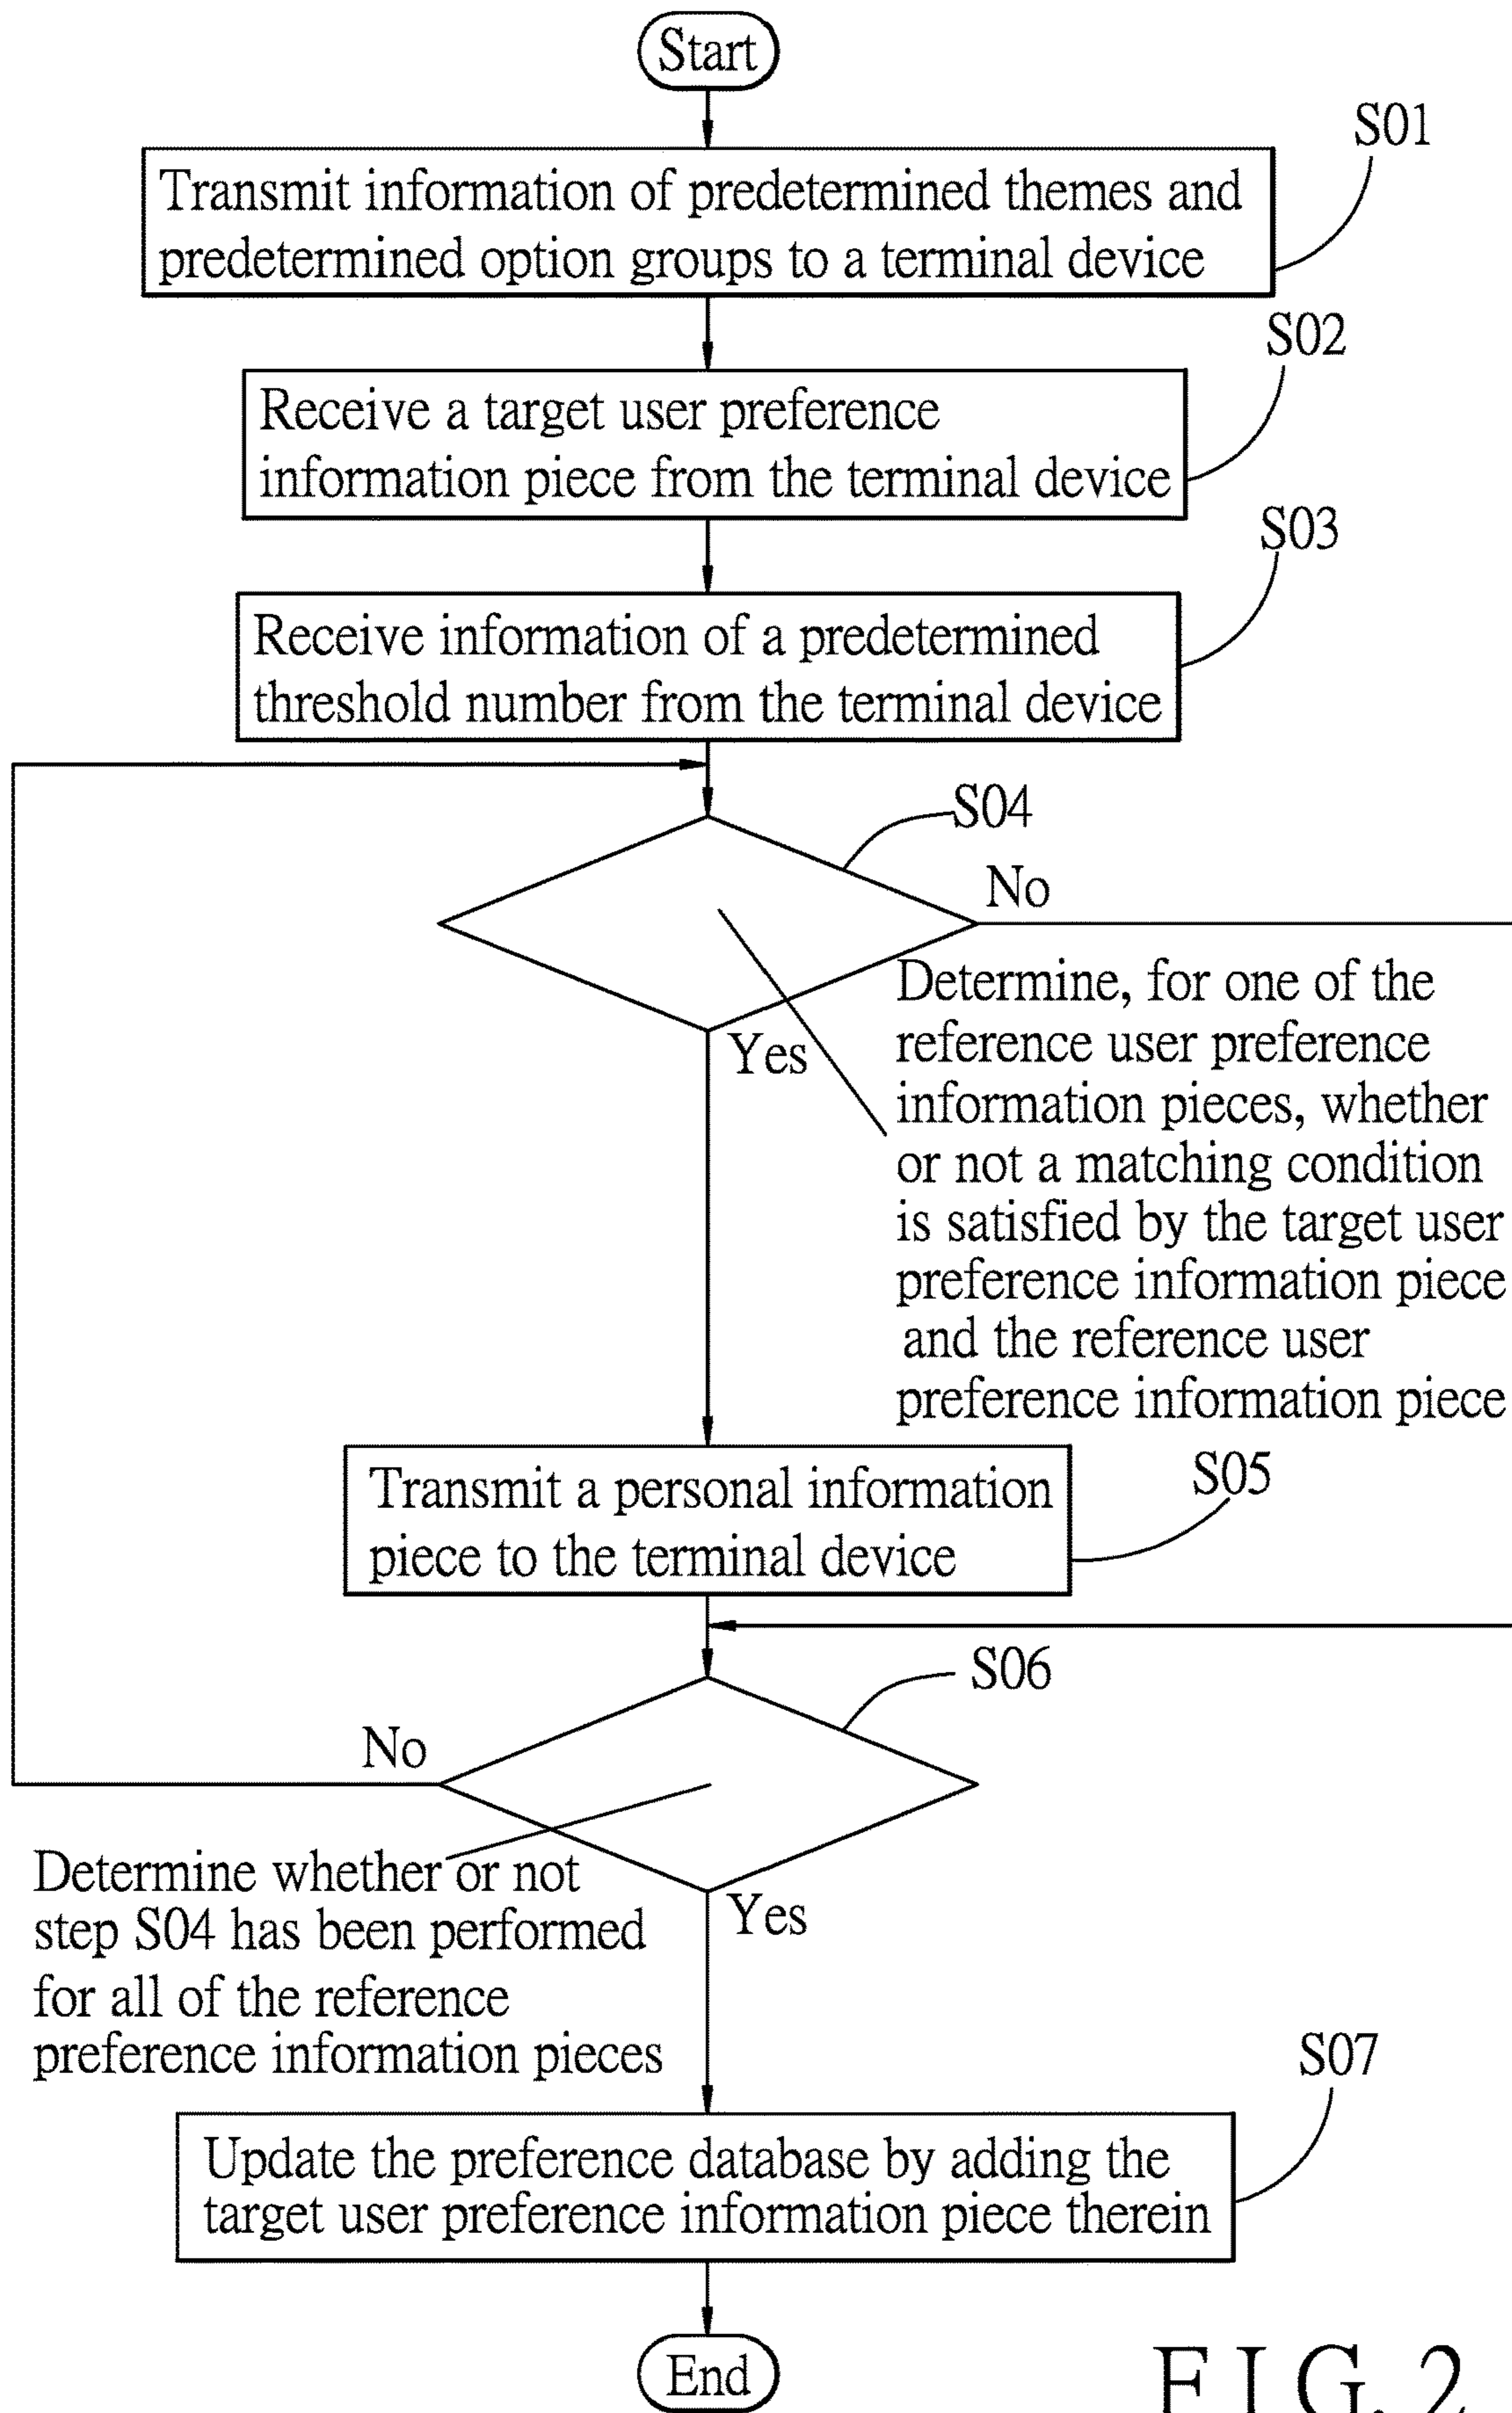 Start
S01
Transmit information of predetermined themes and
predetermined option groups to a terminal device
S02
Receive a target user preference
information piece from the terminal device
S03
Receive information of a predetermined
threshold number from the terminal device
S04
No
Yes
Determine, for one of the
reference user preference
information pieces, whether
or not a matching condition
is satisfied by the target user
preference information piece
and the reference user
preference information piece
S05
Transmit a personal information
piece to the terminal device
S06
No
Determine whether or not
step S04 has been performed
for all of the reference
preference information pieces
Yes
S07
Update the preference database by adding the
target user preference information piece therein
End
FIG. 2